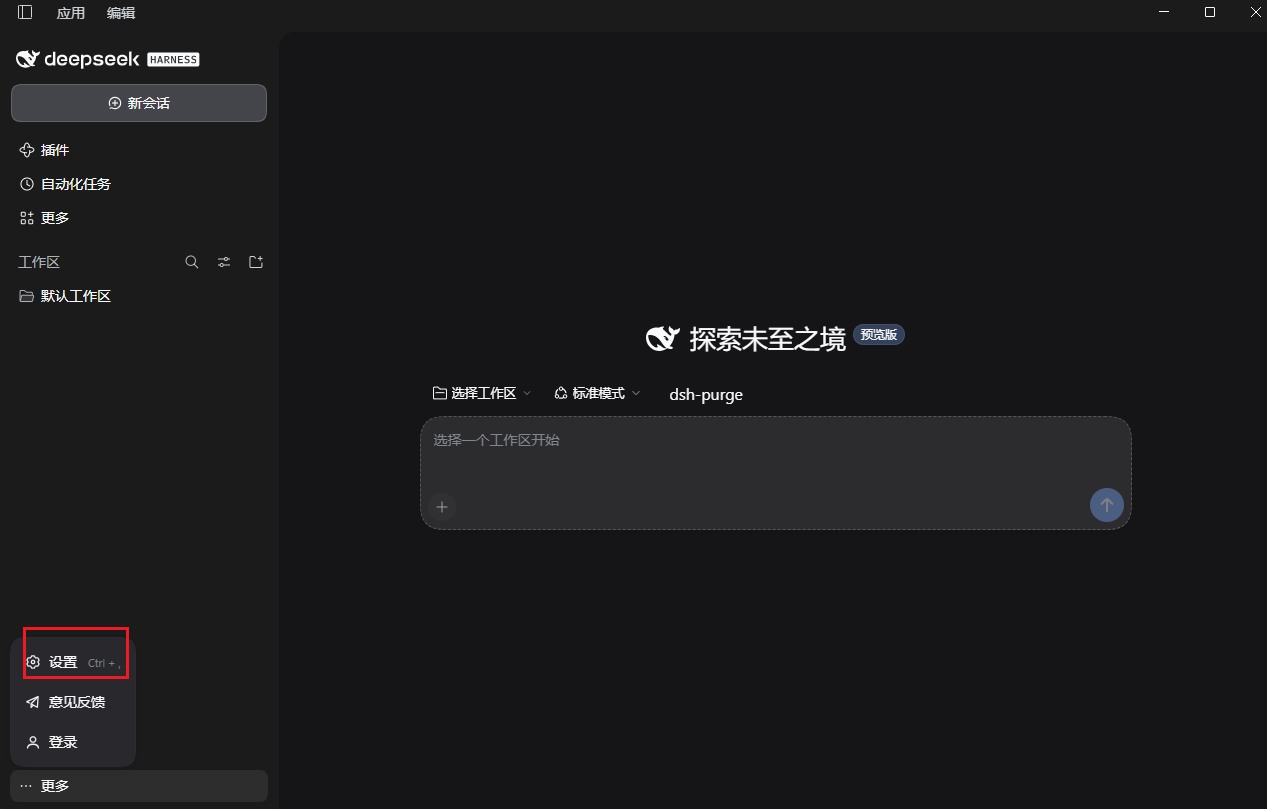 应用 编辑
deepseek HARNESS
新会话
插件
自动化任务
更多
工作区
默认工作区
探索未至之境 预览版
选择工作区 标准模式 dsh-purge
选择一个工作区开始
设置 Ctrl + ,
意见反馈
登录
更多